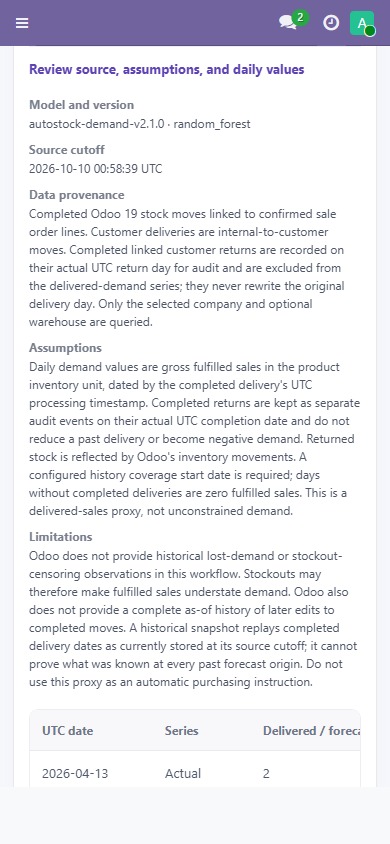 2
A
Review source, assumptions, and daily values
Model and version
autostock-demand-v2.1.0 · random_forest
Source cutoff
2026-10-10 00:58:39 UTC
Data provenance
Completed Odoo 19 stock moves linked to confirmed sale
order lines. Customer deliveries are internal-to-customer
moves. Completed linked customer returns are recorded on
their actual UTC return day for audit and are excluded from
the delivered-demand series; they never rewrite the original
delivery day. Only the selected company and optional
warehouse are queried.
Assumptions
Daily demand values are gross fulfilled sales in the product
inventory unit, dated by the completed delivery's UTC
processing timestamp. Completed returns are kept as separate
audit events on their actual UTC completion date and do not
reduce a past delivery or become negative demand. Returned
stock is reflected by Odoo's inventory movements. A
configured history coverage start date is required; days
without completed deliveries are zero fulfilled sales. This is a
delivered-sales proxy, not unconstrained demand.
Limitations
Odoo does not provide historical lost-demand or stockout-
censoring observations in this workflow. Stockouts may
therefore make fulfilled sales understate demand. Odoo also
does not provide a complete as-of history of later edits to
completed moves. A historical snapshot replays completed
delivery dates as currently stored at its source cutoff; it cannot
prove what was known at every past forecast origin. Do not
use this proxy as an automatic purchasing instruction.
UTC date Series Delivered / foreca
2026-04-13 Actual 2